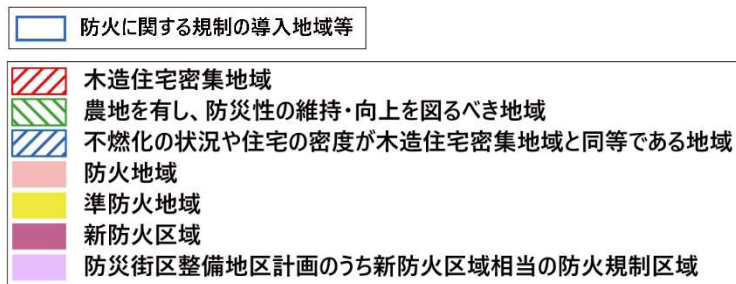 防火に関する規制の導入地域等
木造住宅密集地域
農地を有し、防災性の維持・向上を図るべき地域
不燃化の状況や住宅の密度が木造住宅密集地域と同等である地域
防火地域
準防火地域
新防火区域
防災街区整備地区計画のうち新防火区域相当の防火規制区域